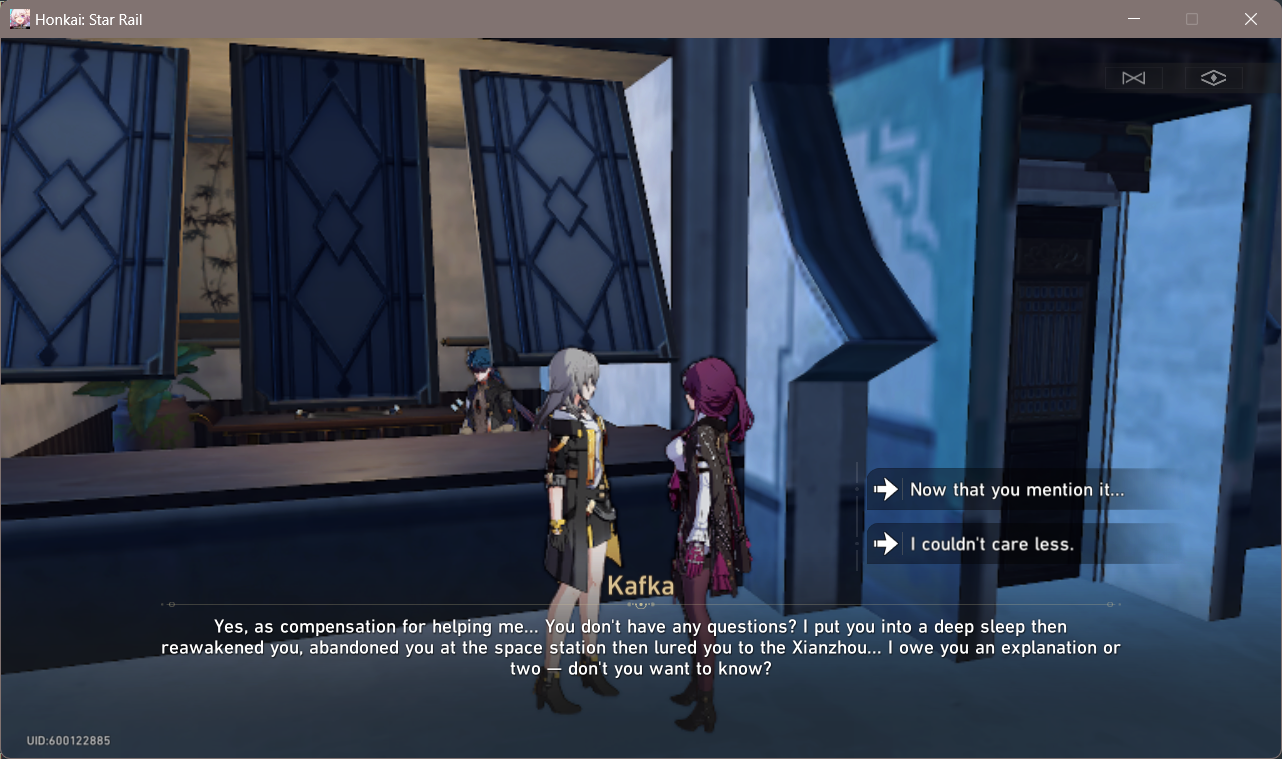 Honkai: Star Rail
Now that you mention it...
I couldn't care less.
Kafka
Yes, as compensation for helping me... You don't have any questions? I put you into a deep sleep then
reawakened you, abandoned you at the space station then lured you to the Xianzhou... I owe you an explanation or
two — don't you want to know?
UID:600122885